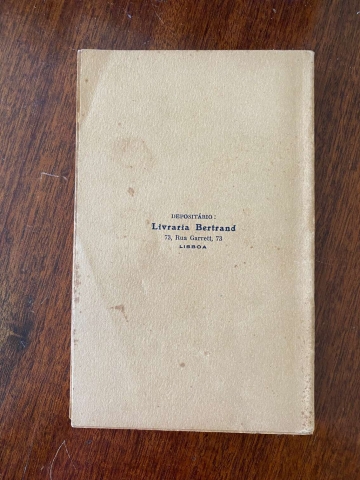 DEPOSITÁRIO:
Livraria Bertrand
73, Rua Garrett, 73
LISBOA